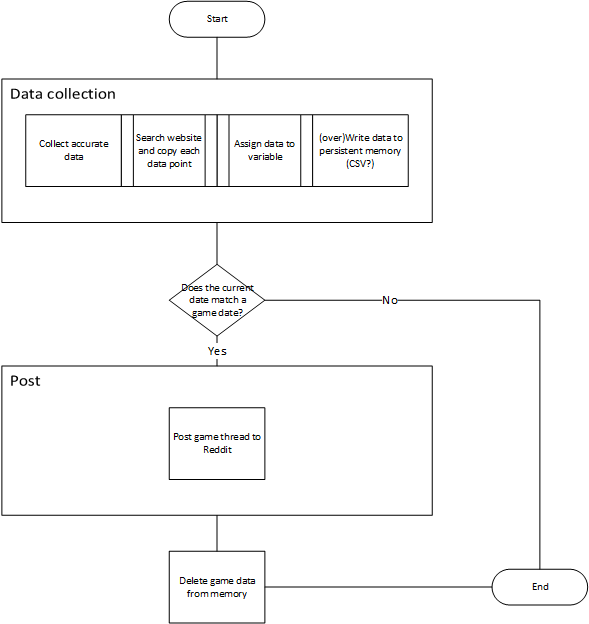 Start
Data collection
Collect accurate
data
Search website
and copy each
data point
Assign data to
variable
(over)Write data to
persistent memory
(CSV?)
Does the current
date match a
game date?
No
Yes
Post
Post game thread to
Reddit
Delete game data
from memory
End